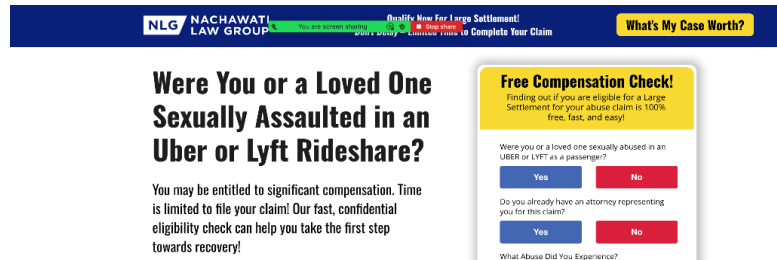 NLG
NACHAWATI
LAW GROUP
You are screen sharing
Stop share
Qualify Now For Large Settlement!
Don't Delay - Limited Time to Complete Your Claim
What's My Case Worth?
Were You or a Loved One
Sexually Assaulted in an
Uber or Lyft Rideshare?
You may be entitled to significant compensation. Time
is limited to file your claim! Our fast, confidential
eligibility check can help you take the first step
towards recovery!
Free Compensation Check!
Finding out if you are eligible for a Large
Settlement for your abuse claim is 100%
free, fast, and easy!
Were you or a loved one sexually abused in an
UBER or LYFT as a passenger?
Yes
No
Do you already have an attorney representing
you for this claim?
Yes
No
What Abuse Did You Experience?